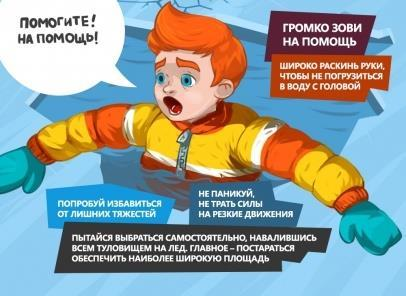 ПОМОГИТЕ!
НА ПОМОЩЬ!
ГРОМКО ЗОВИ
НА ПОМОЩЬ
ШИРОКО РАСКИНЬ РУКИ,
ЧТОБЫ НЕ ПОГРУЗИТЬСЯ
В ВОДУ С ГОЛОВОЙ
ПОПРОБУЙ ИЗБАВИТЬСЯ
ОТ ЛИШНИХ ТЯЖЕСТЕЙ
НЕ ПАНИКУЙ,
НЕ ТРАТЬ СИЛЫ
НА РЕЗКИЕ ДВИЖЕНИЯ
ПЫТАЙСЯ ВЫБРАТЬСЯ САМОСТОЯТЕЛЬНО, НАВАЛИВШИСЬ
ВСЕМ ТУЛОВИЩЕМ НА ЛЕД. ГЛАВНОЕ – ПОСТАРАТЬСЯ
ОБЕСПЕЧИТЬ НАИБОЛЕЕ ШИРОКУЮ ПЛОЩАДЬ